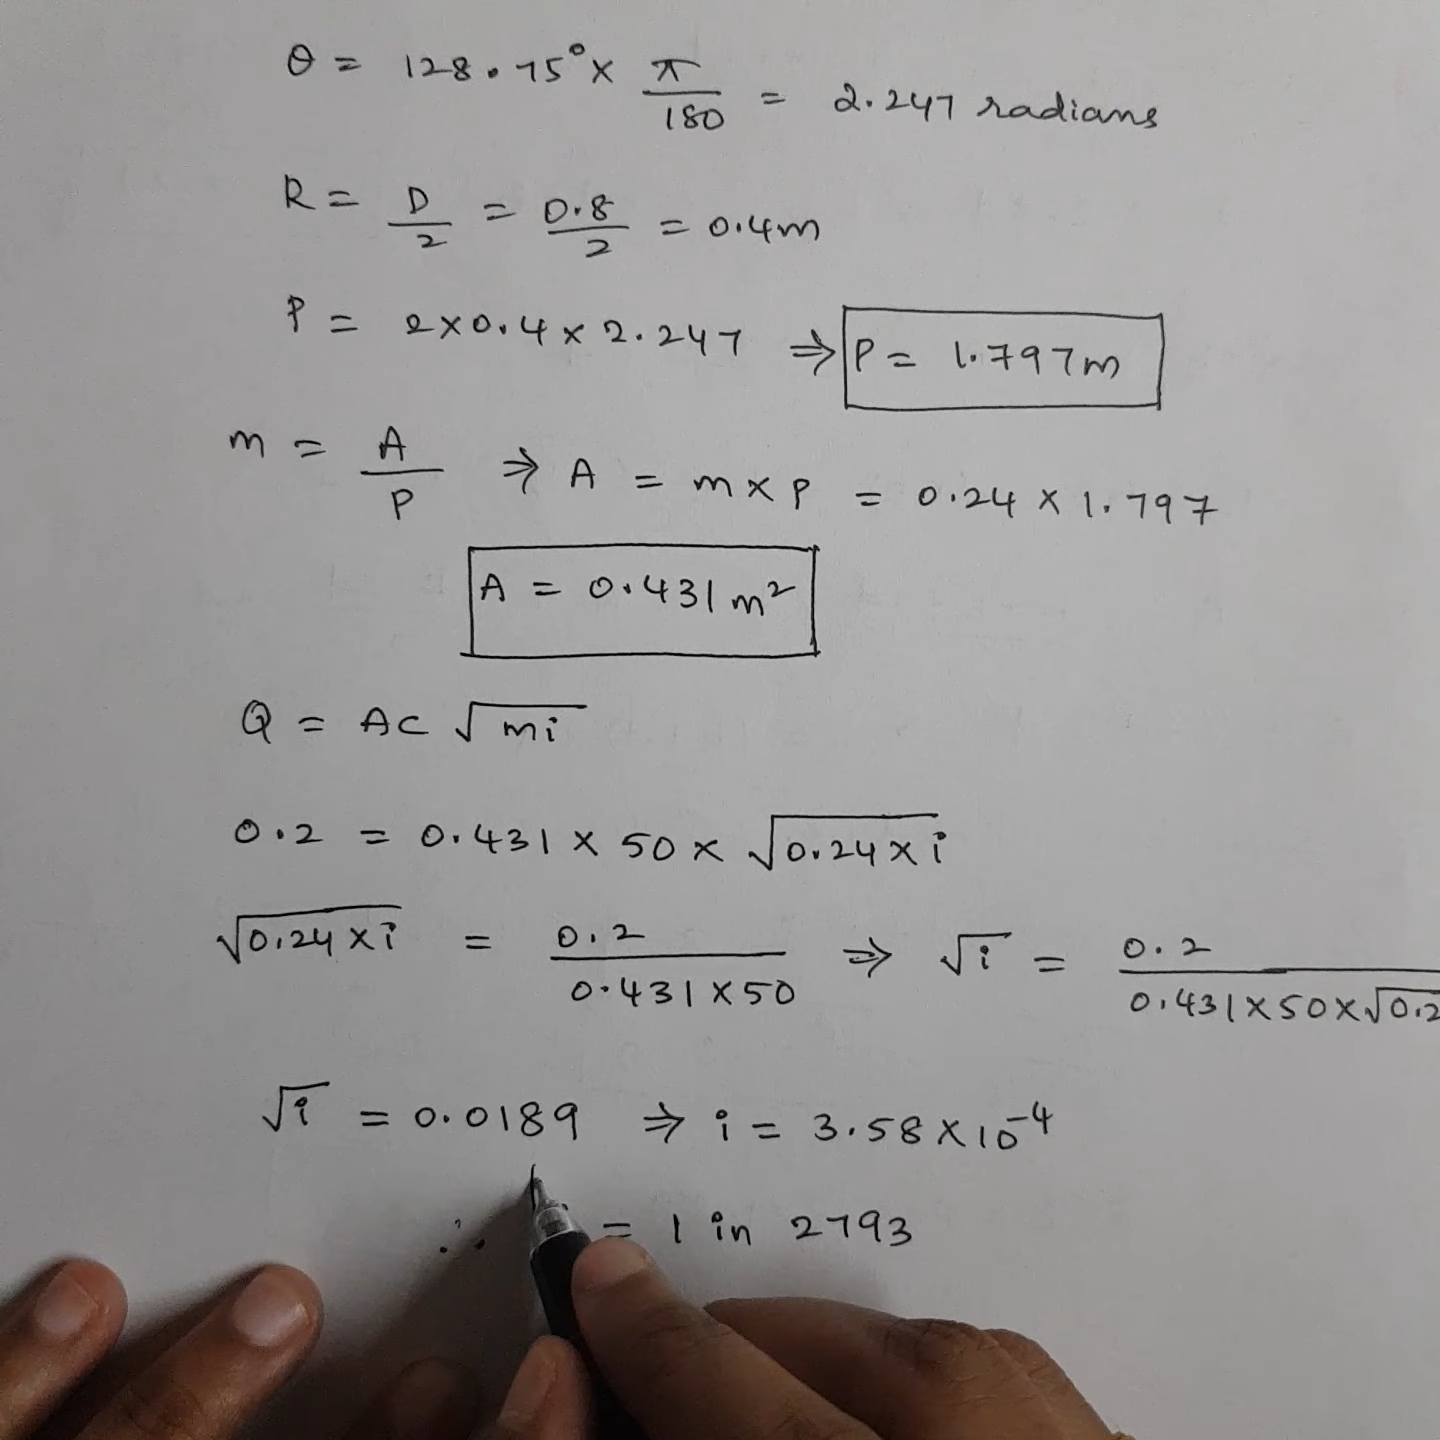 θ = 128.75° × π/180 = 2.247 radians
R = D/2 = 0.8/2 = 0.4m
P = 2×0.4×2.247 ⇒ P = 1.797m
m = A/P ⇒ A = m×P = 0.24 × 1.797
A = 0.431 m²
Q = AC √mi
0.2 = 0.431 × 50 × √0.24×i
√0.24×i = 0.2/0.431×50 ⇒ √i = 0.2/0.431×50×√0.2
√i = 0.0189 ⇒ i = 3.58×10⁻⁴
∴ = 1 in 2793